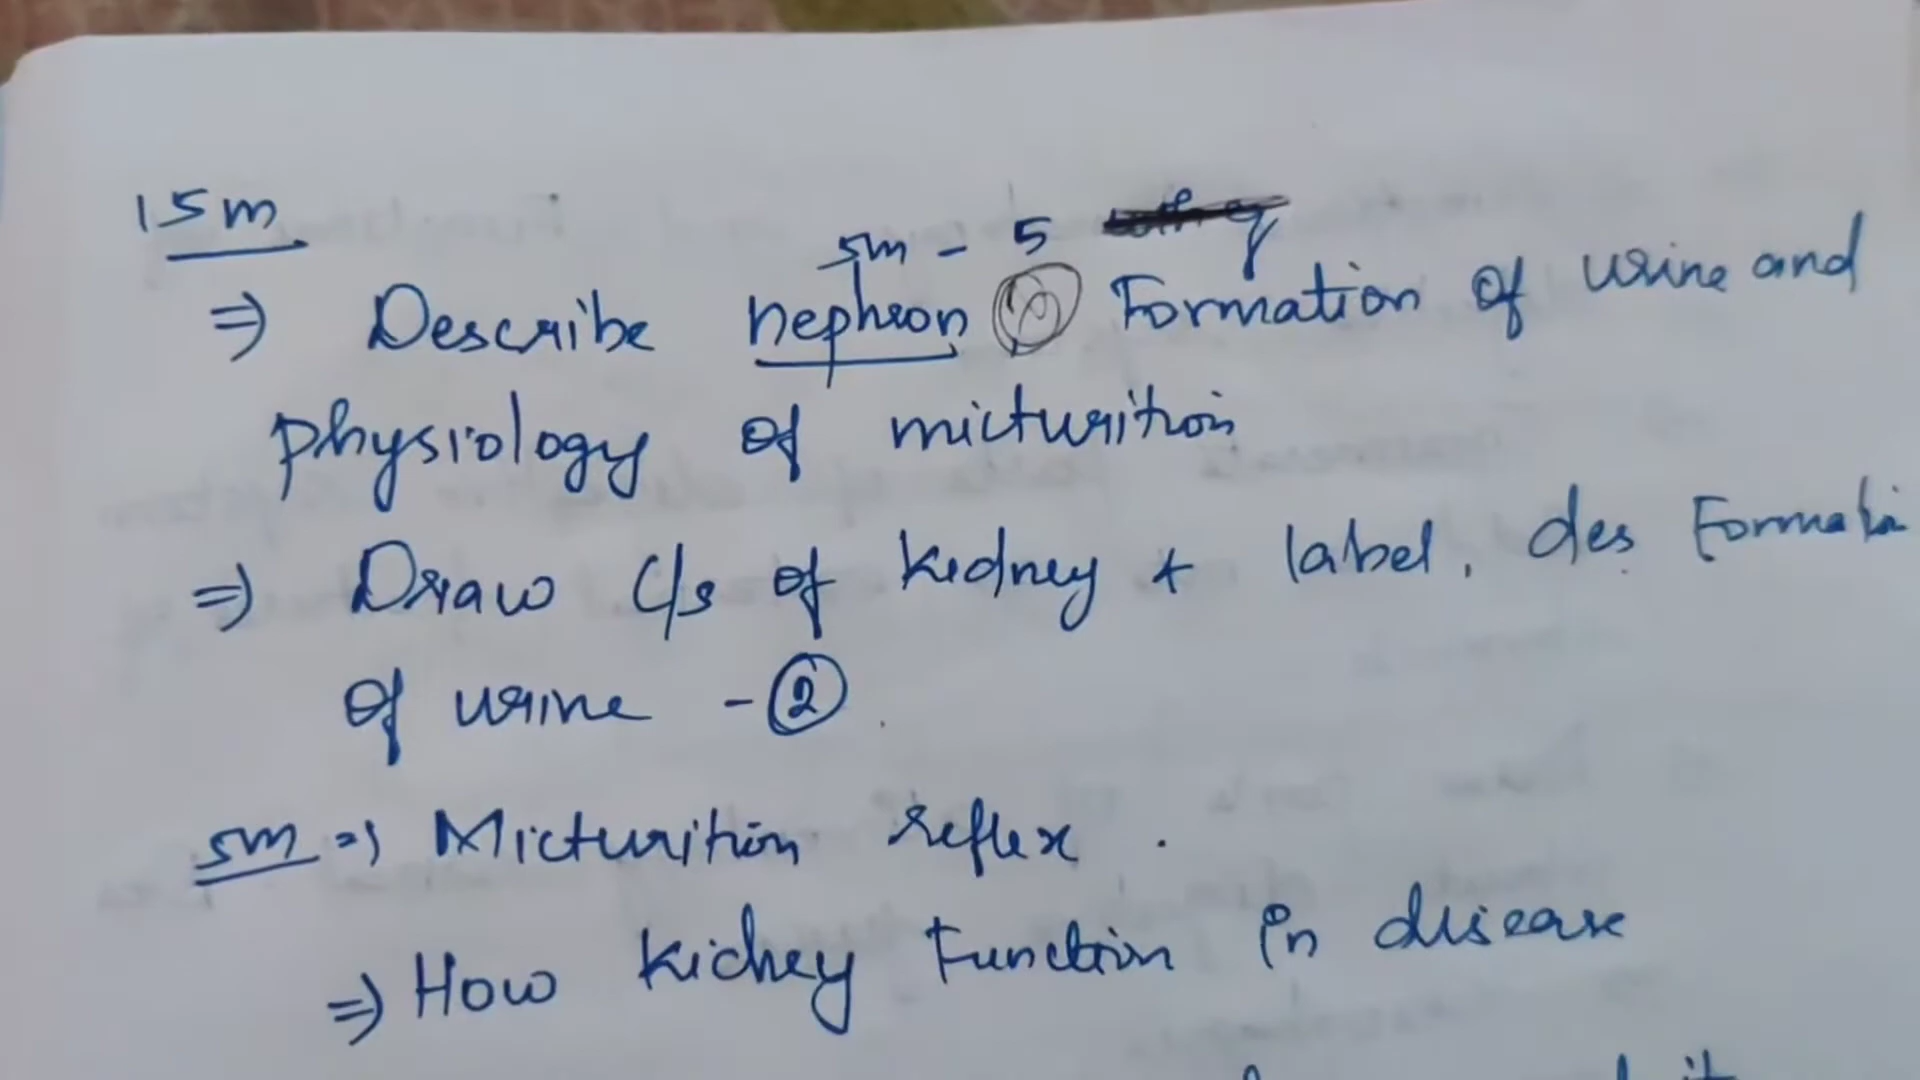 15m
5m - 5
⇒ Describe nephron Formation of urine and
physiology of micturition
⇒ Draw c/s of kidney + label. des Formati
of urine - ②
5m ⇒ Micturition reflex.
⇒ How kidney Function in disease